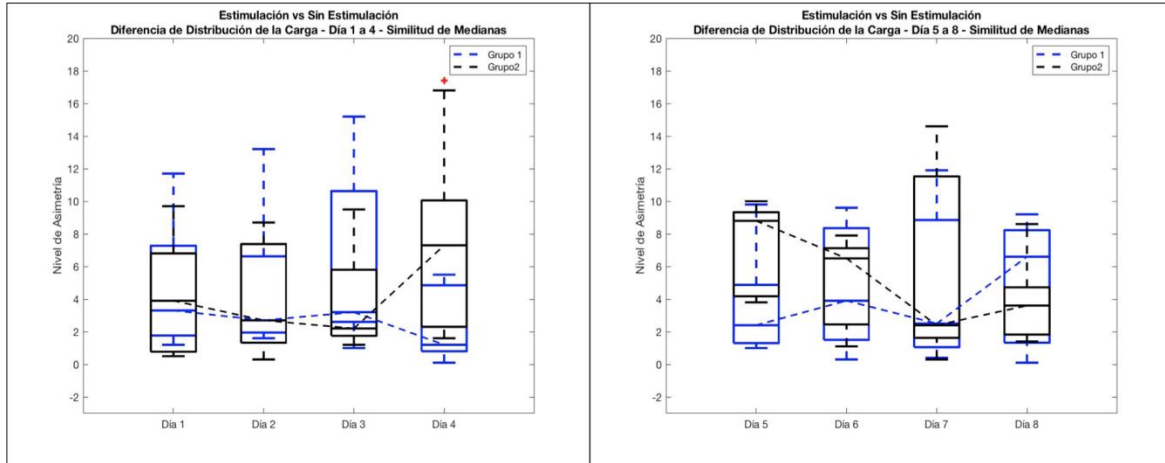 Estimulación vs Sin Estimulación
Diferencia de Distribución de la Carga - Día 1 a 4 - Similitud de Medianas
Grupo 1
Grupo2
20
18
16
14
12
10
8
6
4
2
0
-2
Nivel de Asimetría
Día 1 Día 2 Día 3 Día 4
Estimulación vs Sin Estimulación
Diferencia de Distribución de la Carga - Día 5 a 8 - Similitud de Medianas
Grupo 1
Grupo2
20
18
16
14
12
10
8
6
4
2
0
-2
Nivel de Asimetría
Día 5 Día 6 Día 7 Día 8